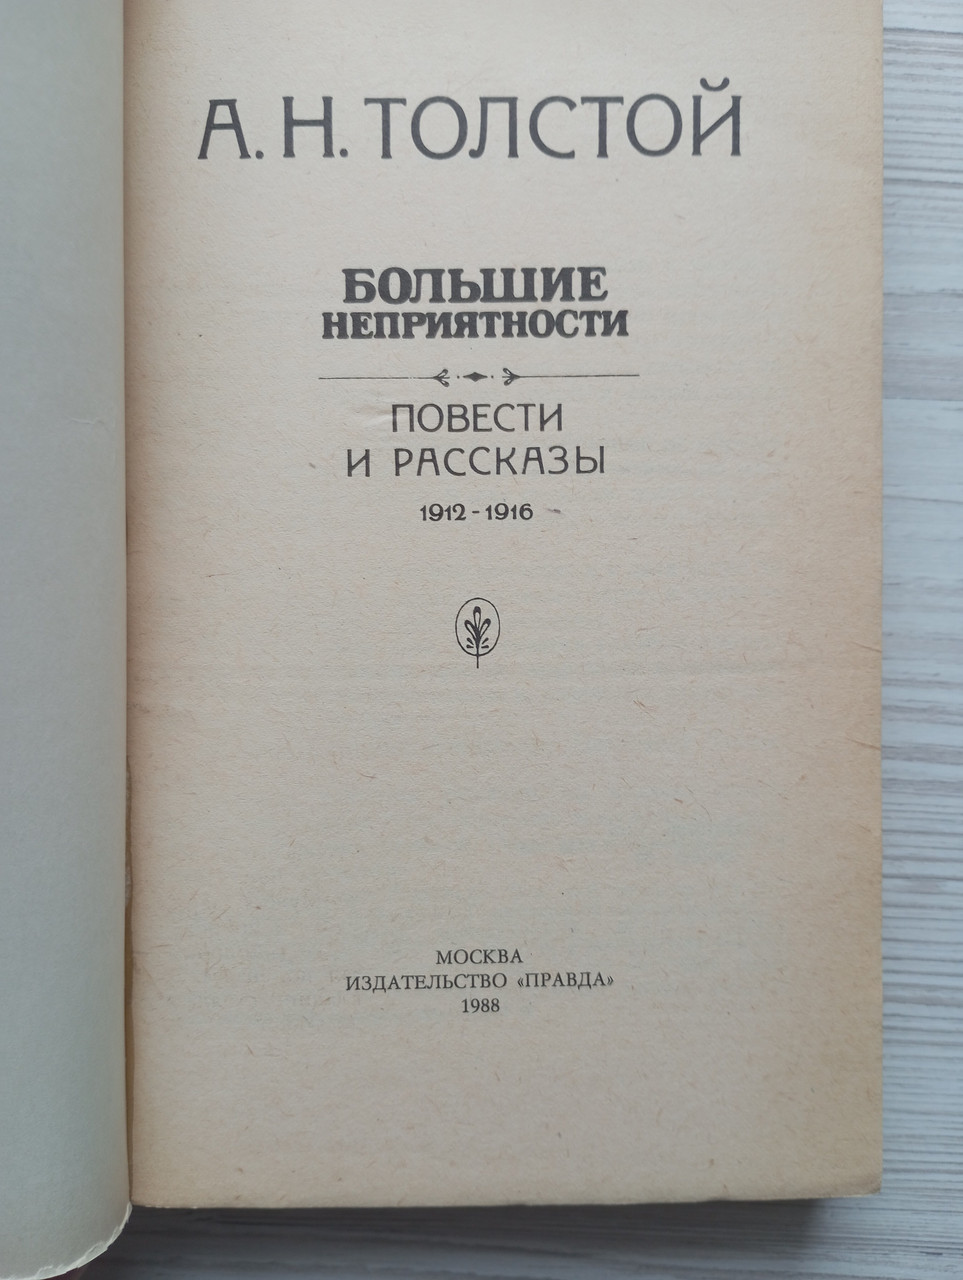 А. Н. ТОЛСТОЙ
БОЛЬШИЕ
НЕПРИЯТНОСТИ
ПОВЕСТИ
И РАССКАЗЫ
1912 - 1916
МОСКВА
ИЗДАТЕЛЬСТВО «ПРАВДА»
1988